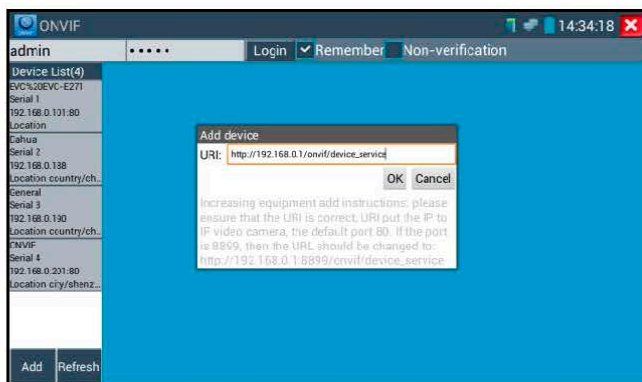 ONVIF
14:34:18
admin
•••••
Login
Remember
Non-verification
Device List(4)
EVC%20EVC-E271
Serial 1
192.168.0.101:80
Location
Dahua
Serial 2
192.168.0.138
Location country/ch..
General
Serial 3
192.168.0.190
Location country/ch..
ONVIF
Serial 4
192.168.0.201:80
Location city/shenz...
Add device
URI: http://192.168.0.1/onvif/device_service
OK Cancel
Increasing equipment add instructions: please
ensure that the URI is correct, URI put the IP to
IF video camera, the default port 80. If the port
is 8899, then the URL should be changed to:
http://192.168.0.1:8899/onvif/device_service
Add Refresh